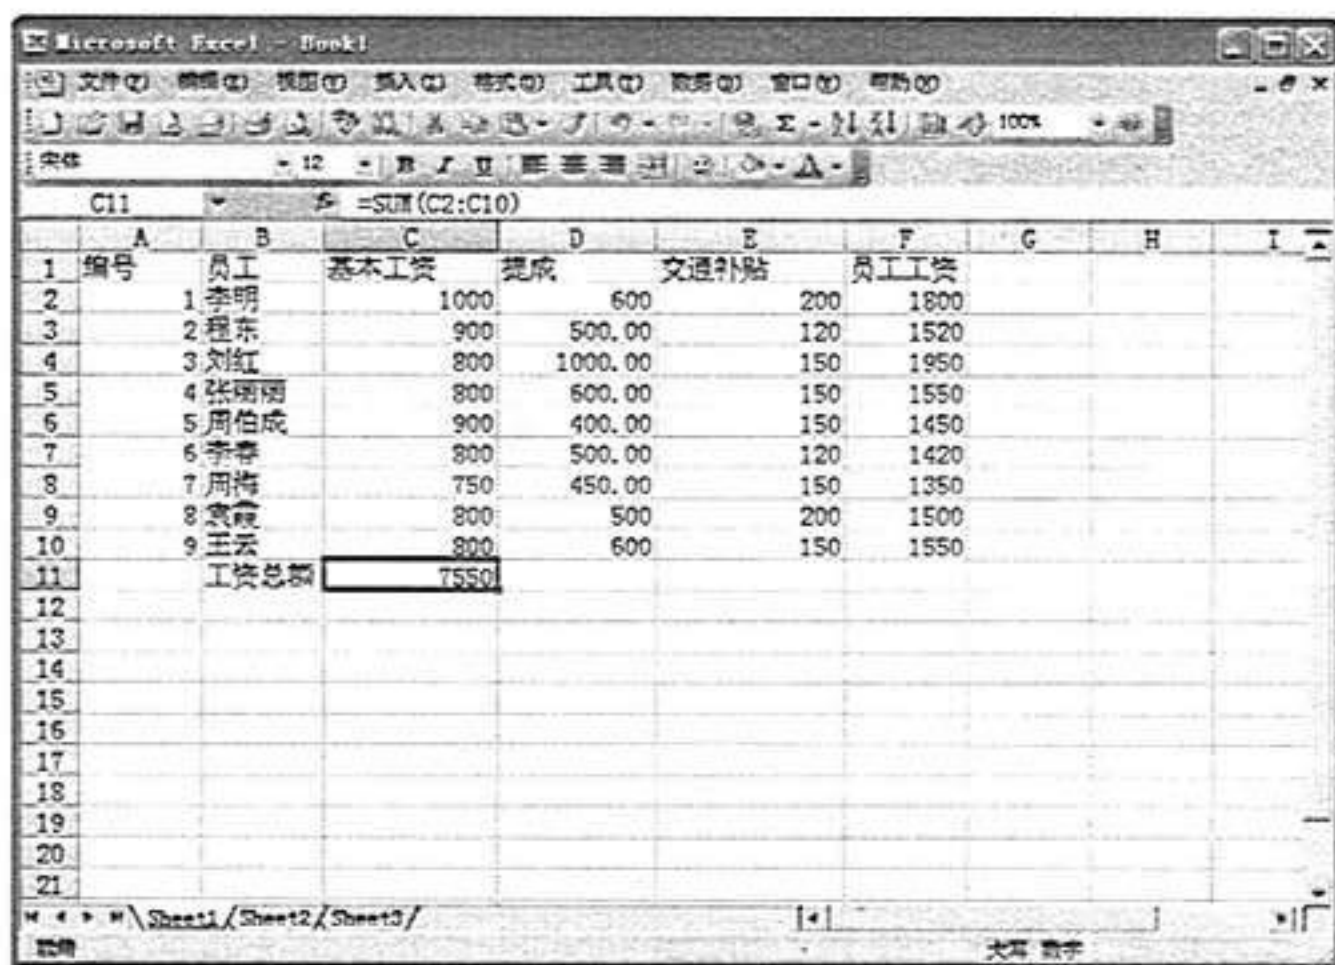 Microsoft Excel - Book1
文件(F) 编辑(E) 视图(V) 插入(I) 格式(O) 工具(T) 数据(D) 窗口(W) 帮助(H)
100%
宋体 12 B I U
C11 =SUM(C2:C10)
A B C D E F G H I
1 编号 员工 基本工资 提成 交通补贴 员工工资
2 1 李明 1000 600 200 1800
3 2 程东 900 500.00 120 1520
4 3 刘红 800 1000.00 150 1950
5 4 张丽丽 800 600.00 150 1550
6 5 周伯成 900 400.00 150 1450
7 6 李春 800 500.00 120 1420
8 7 周梅 750 450.00 150 1350
9 8 袁霞 800 500 200 1500
10 9 王云 800 600 150 1550
11 工资总额 7550
12
13
14
15
16
17
18
19
20
21
Sheet1 Sheet2 Sheet3
就绪 大写 数字